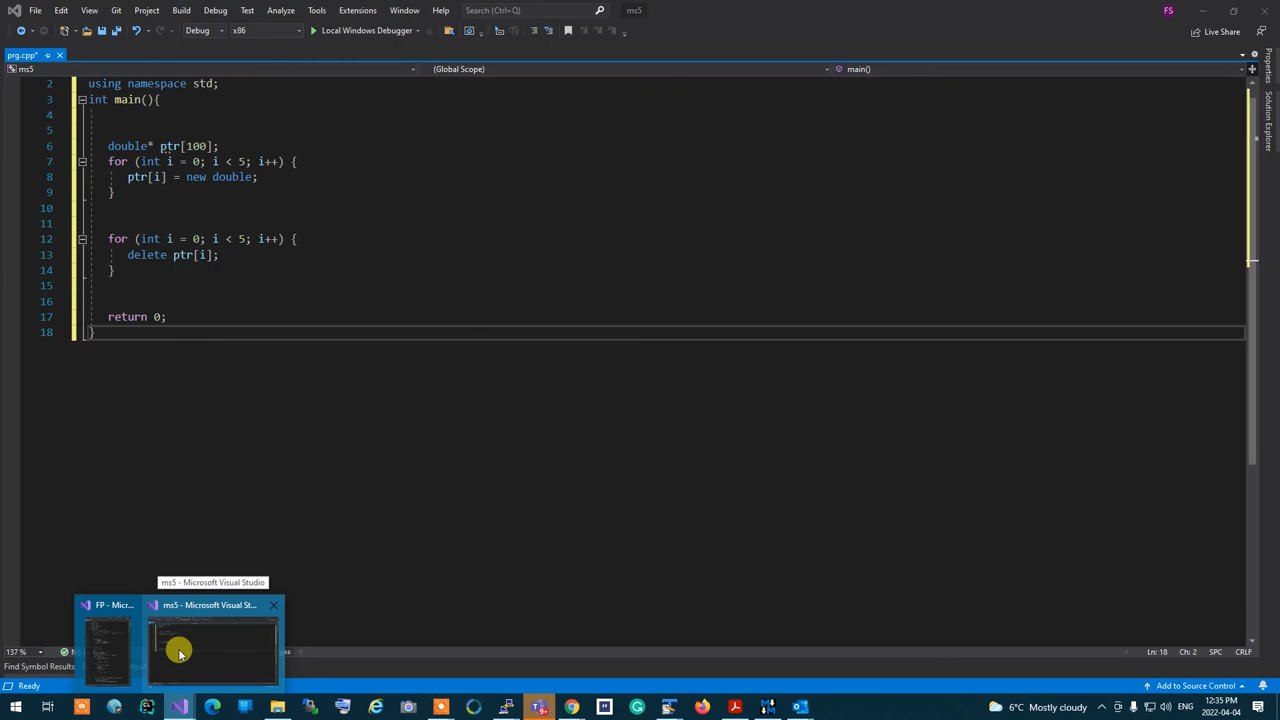 File Edit View Git Project Build Debug Test Analyze Tools Extensions Window Help Search (Ctrl+Q) ms5 FS
Debug x86 Local Windows Debugger Live Share
prg.cpp*
ms5 (Global Scope) main()
2 using namespace std;
3 int main(){
4
5
6 double* ptr[100];
7 for (int i = 0; i < 5; i++) {
8 ptr[i] = new double;
9 }
10
11
12 for (int i = 0; i < 5; i++) {
13 delete ptr[i];
14 }
15
16
17 return 0;
18 }
Properties
Solution Explorer
ms5 - Microsoft Visual Studio
FP - Micr... ms5 - Microsoft Visual St...
137 % No Ln: 18 Ch: 2 SPC CRLF
Find Symbol Results
Ready Add to Source Control
6°C Mostly cloudy ENG 12:35 PM
2022-04-04